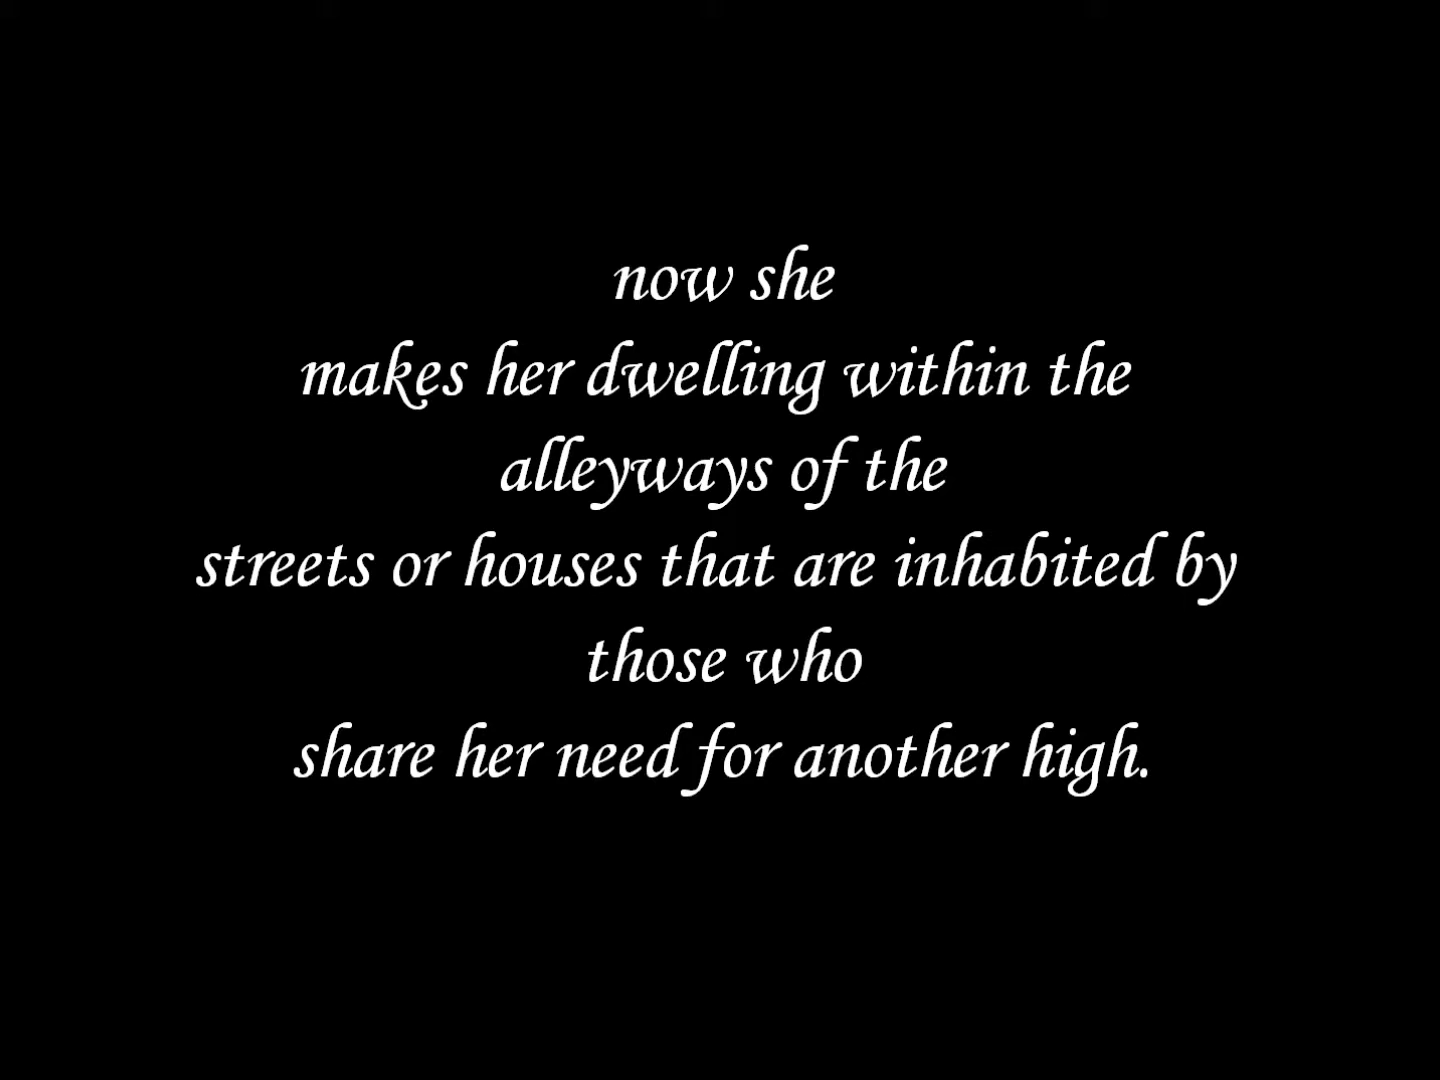 now she
makes her dwelling within the
alleyways of the
streets or houses that are inhabited by
those who
share her need for another high.